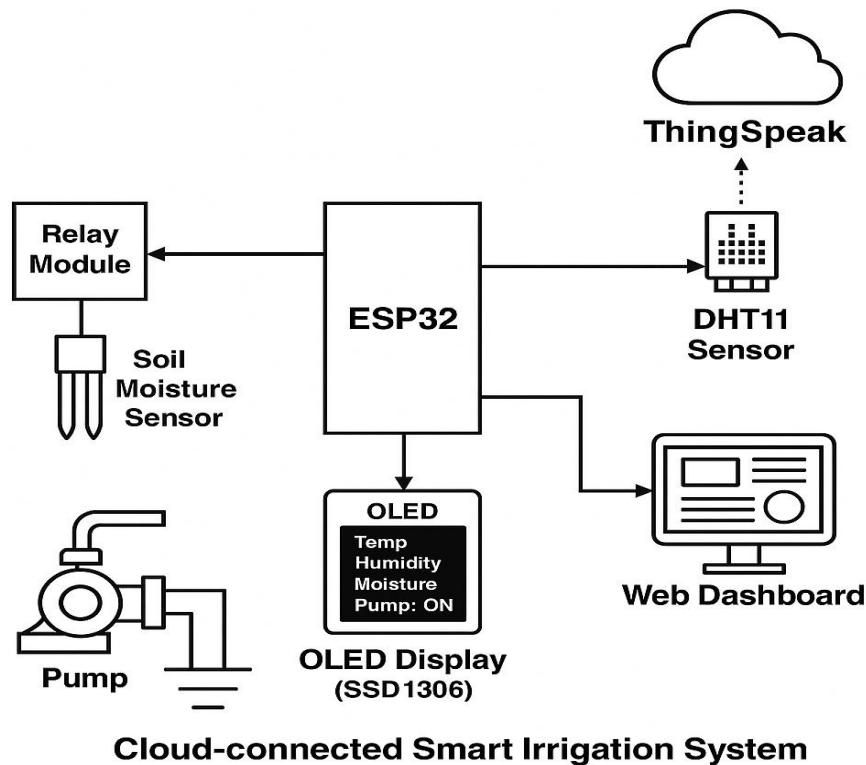 ThingSpeak
Relay
Module
ESP32
DHT11
Sensor
Soil
Moisture
Sensor
OLED
Temp
Humidity
Moisture
Pump: ON
Web Dashboard
OLED Display
(SSD1306)
Pump
Cloud-connected Smart Irrigation System